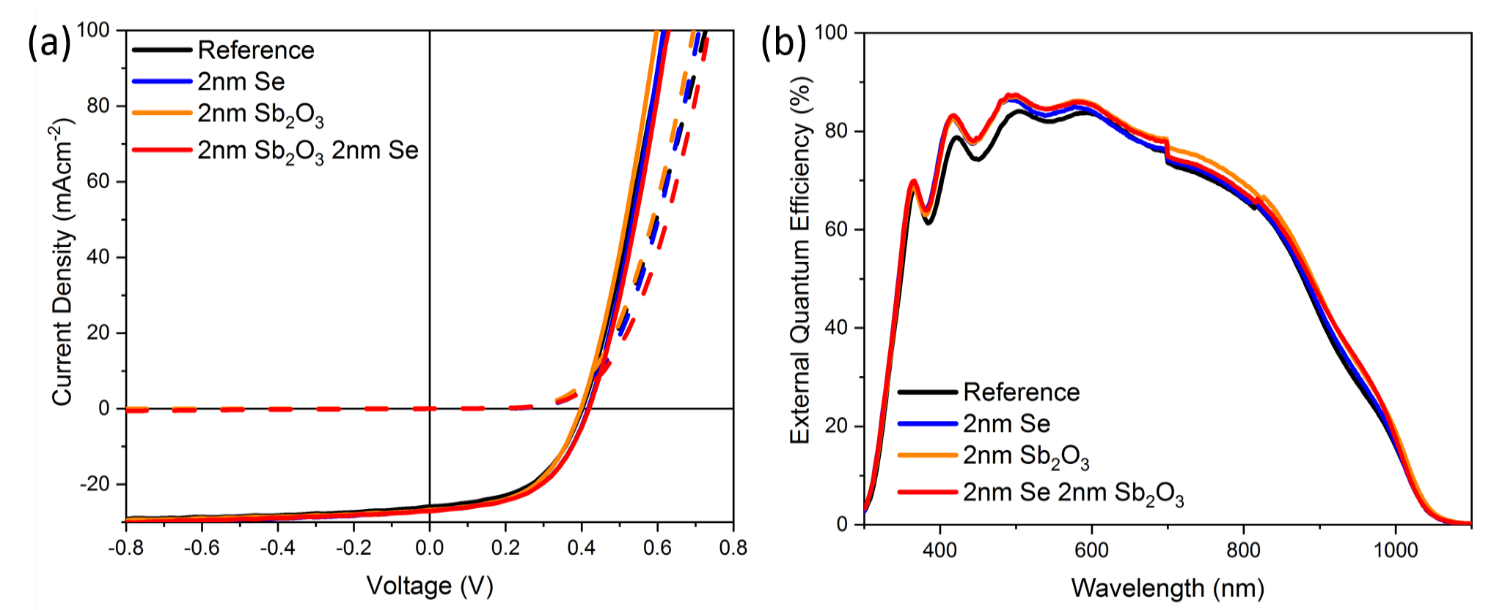 (a)
100
80
60
40
20
0
-20
Current Density (mAcm⁻²)
Reference
2nm Se
2nm Sb₂O₃
2nm Sb₂O₃ 2nm Se
-0.8 -0.6 -0.4 -0.2 0.0 0.2 0.4 0.6 0.8
Voltage (V)
(b)
100
80
60
40
20
0
External Quantum Efficiency (%)
Reference
2nm Se
2nm Sb₂O₃
2nm Se 2nm Sb₂O₃
400 600 800 1000
Wavelength (nm)